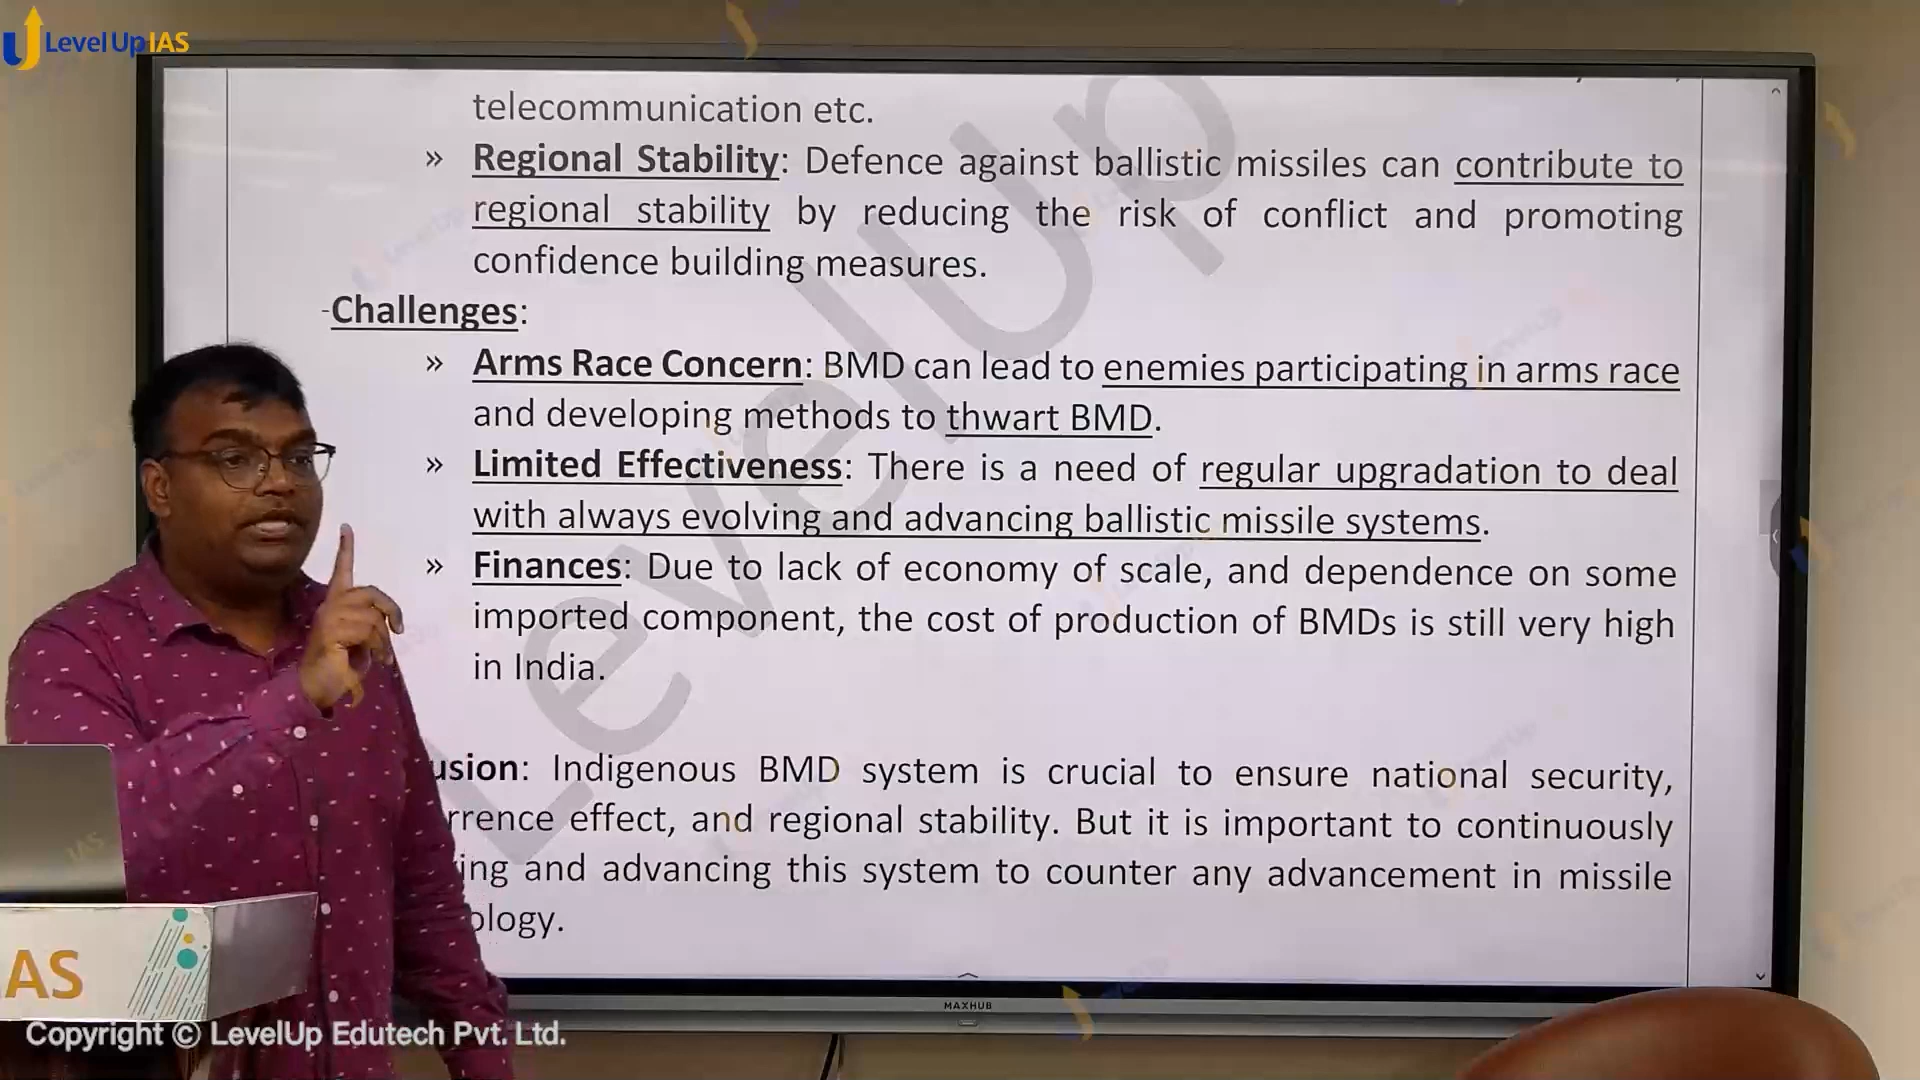 LevelUp IAS
telecommunication etc.
» Regional Stability: Defence against ballistic missiles can contribute to
regional stability by reducing the risk of conflict and promoting
confidence building measures.
-Challenges:
» Arms Race Concern: BMD can lead to enemies participating in arms race
and developing methods to thwart BMD.
» Limited Effectiveness: There is a need of regular upgradation to deal
with always evolving and advancing ballistic missile systems.
» Finances: Due to lack of economy of scale, and dependence on some
imported component, the cost of production of BMDs is still very high
in India.
usion: Indigenous BMD system is crucial to ensure national security,
rrence effect, and regional stability. But it is important to continuously
ing and advancing this system to counter any advancement in missile
ology.
LevelUp
MAXHUB
IAS
AS
Copyright © LevelUp Edutech Pvt. Ltd.